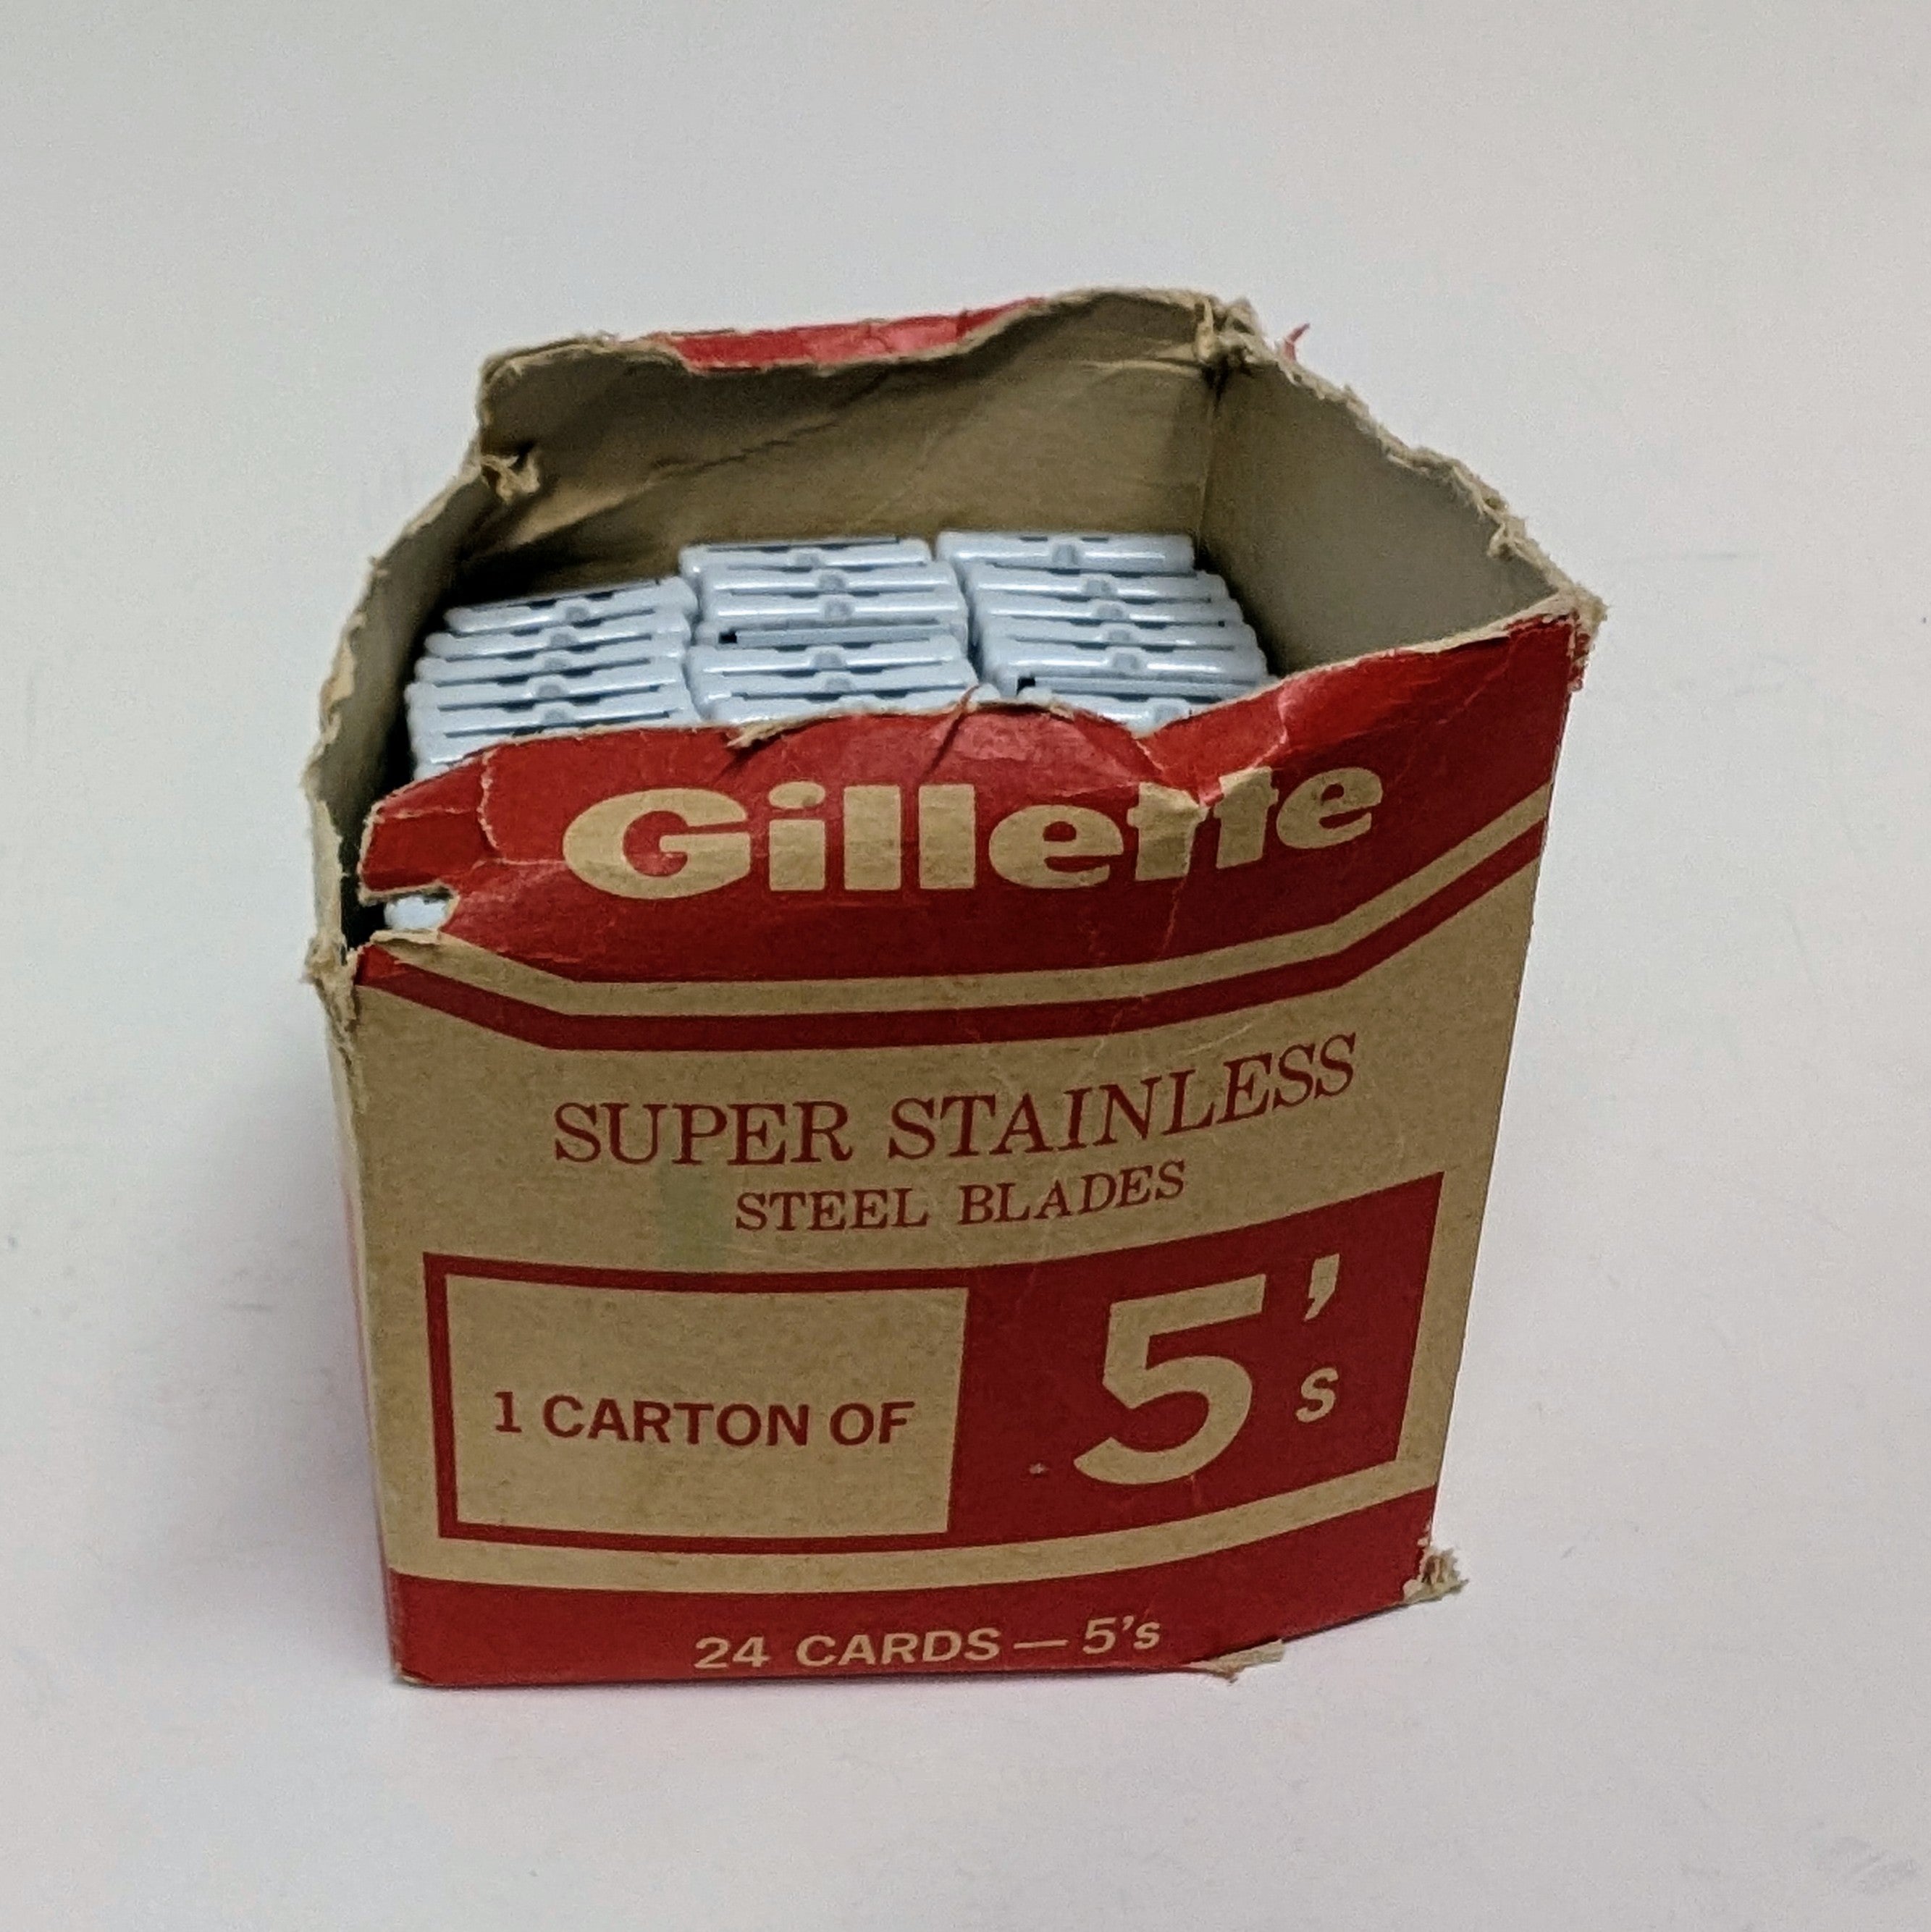 Gillette
SUPER STAINLESS
STEEL BLADES
1 CARTON OF 5's
24 CARDS — 5's